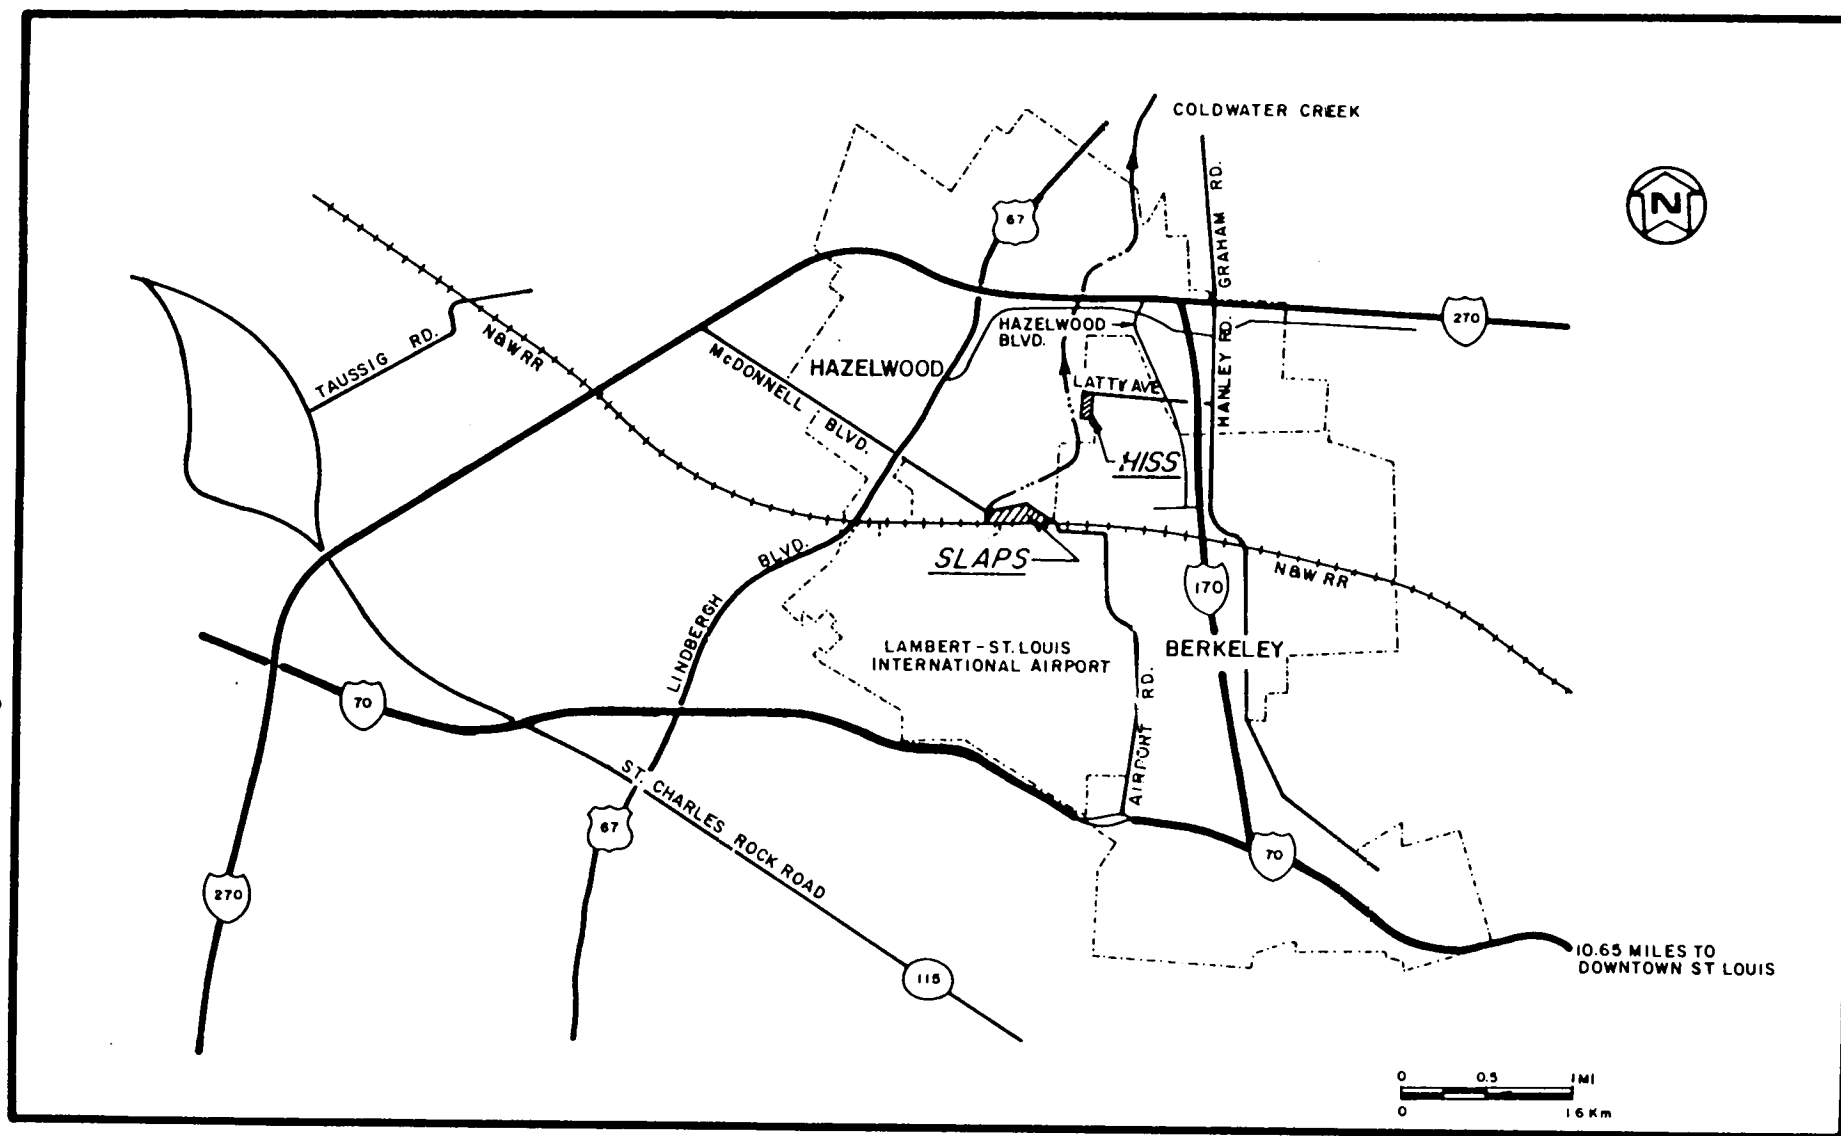 COLDWATER CREEK
N
67
GRAHAM RD.
HAZELWOOD
BLVD.
270
TAUSSIG RD.
N&W RR
McDONNELL BLVD.
HAZELWOOD
HANLEY RD.
LATTY AVE
HISS
SLAPS
BLVD.
LINDBERGH
N&W RR
170
LAMBERT-ST. LOUIS
INTERNATIONAL AIRPORT
BERKELEY
AIRPORT RD.
70
ST. CHARLES ROCK ROAD
67
70
270
115
10.65 MILES TO
DOWNTOWN ST LOUIS
0 0.5 1 MI
0 1 6 Km